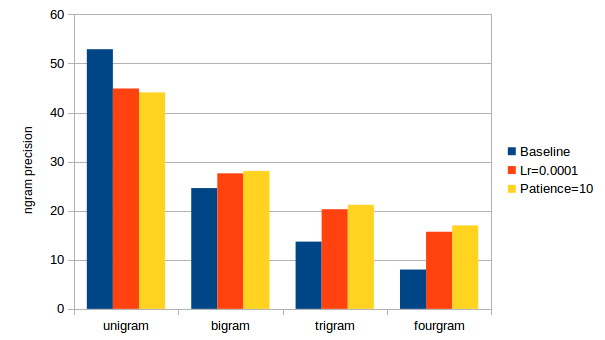 60
50
40
30
20
10
0
ngram precision
unigram bigram trigram fourgram
Baseline
Lr=0.0001
Patience=10